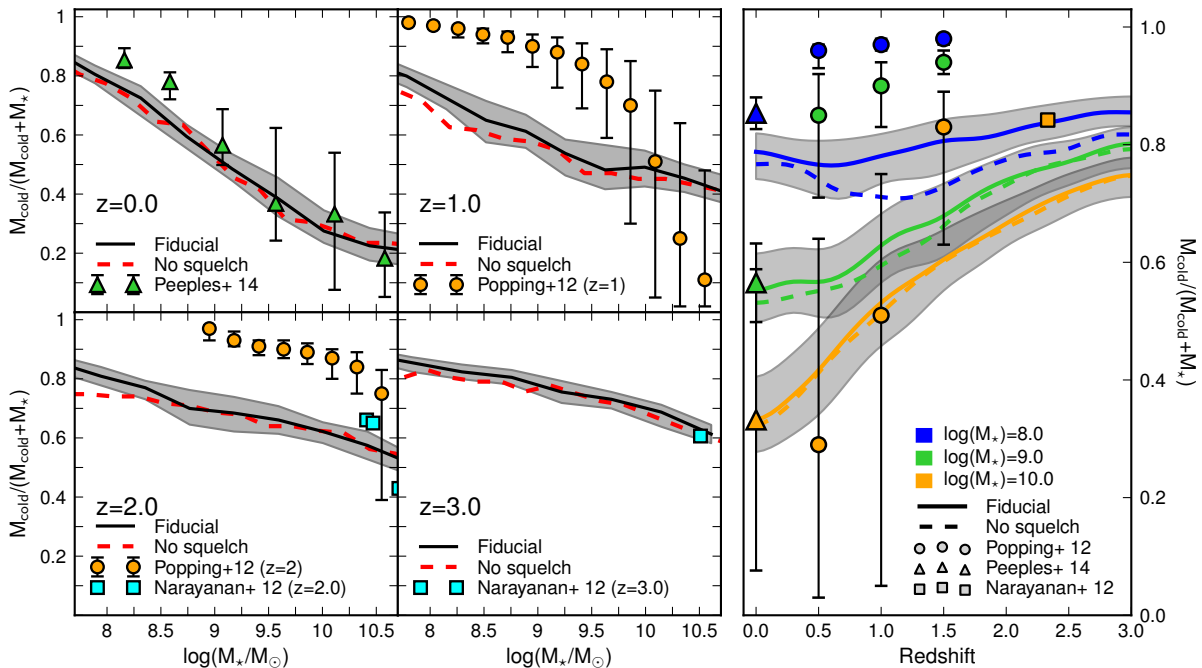 M_cold/(M_cold+M_⋆)
1
0.8
0.6
0.4
0.2
z=0.0
Fiducial
No squelch
Peeples+ 14
z=1.0
Fiducial
No squelch
Popping+12 (z=1)
M_cold/(M_cold+M_⋆)
1
0.8
0.6
0.4
0.2
z=2.0
Fiducial
No squelch
Popping+12 (z=2)
Narayanan+ 12 (z=2.0)
8 8.5 9 9.5 10 10.5
log(M_⋆/M_⊙)
z=3.0
Fiducial
No squelch
Narayanan+ 12 (z=3.0)
8 8.5 9 9.5 10 10.5
log(M_⋆/M_⊙)
1.0
0.8
0.6
0.4
0.2
0.0
M_cold/(M_cold+M_⋆)
log(M_⋆)=8.0
log(M_⋆)=9.0
log(M_⋆)=10.0
Fiducial
No squelch
Popping+ 12
Peeples+ 14
Narayanan+ 12
0.0 0.5 1.0 1.5 2.0 2.5 3.0
Redshift